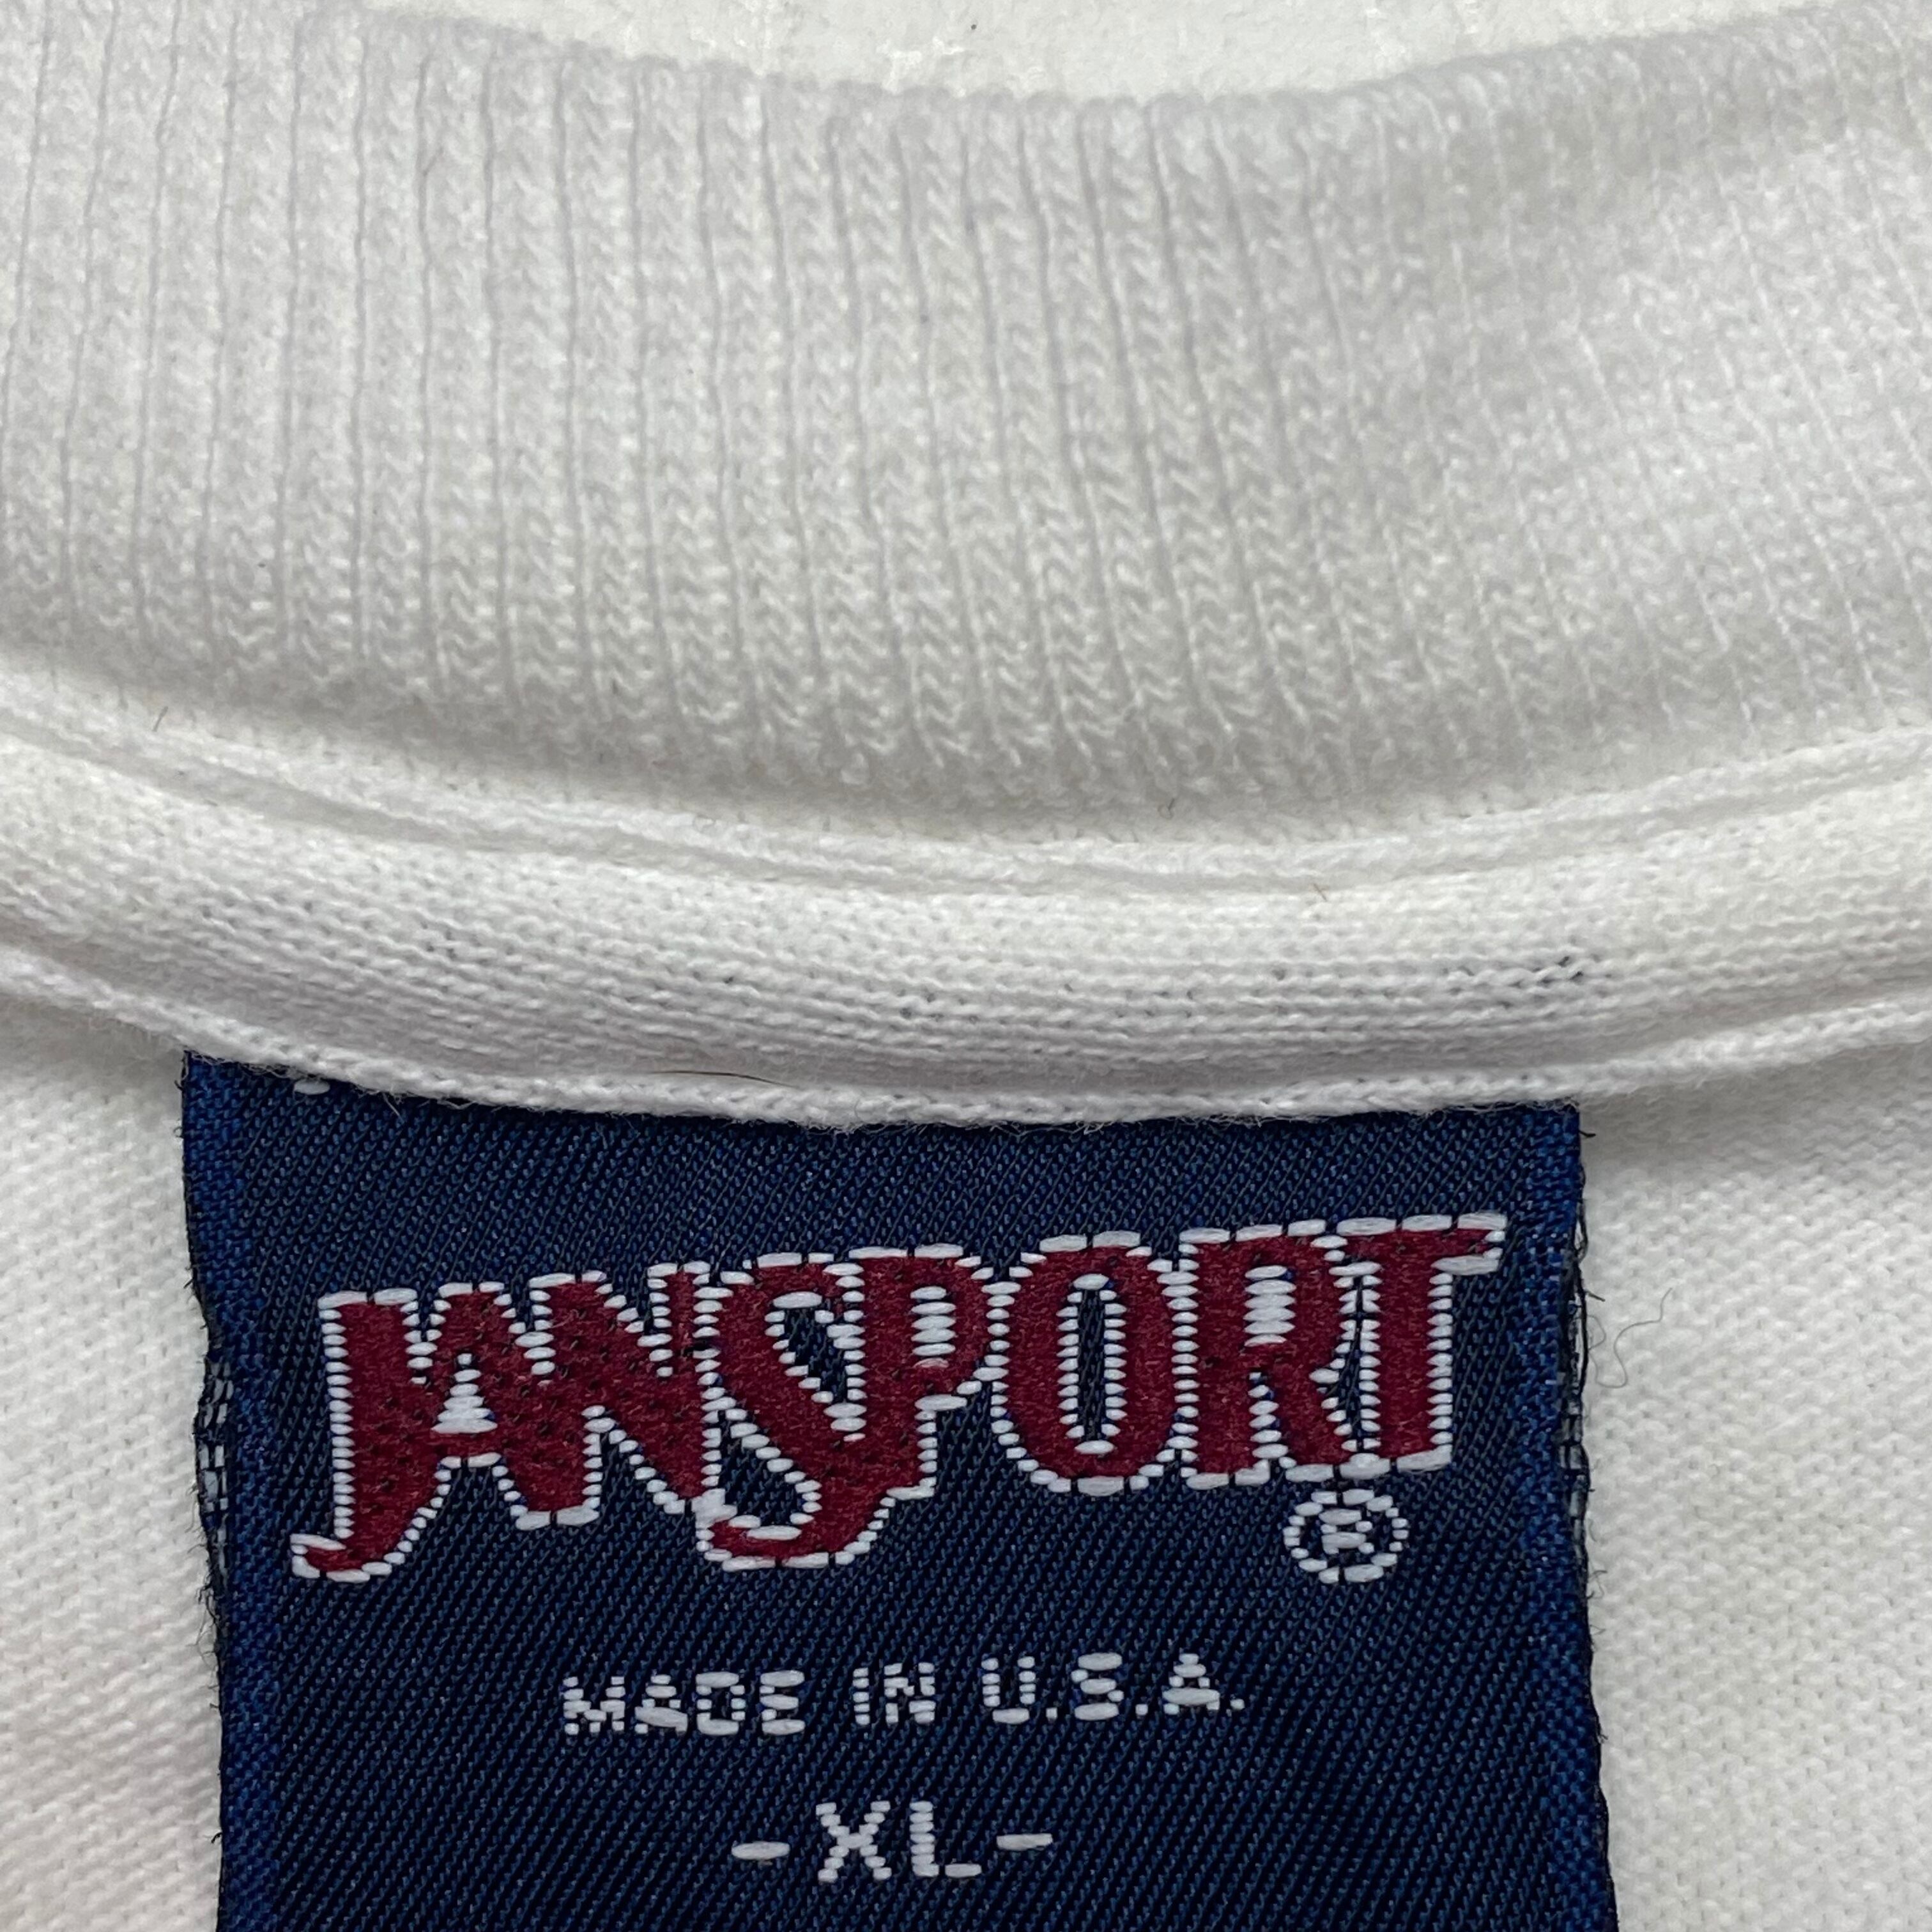 JANSPORT
®
MADE IN U.S.A.
-XL-